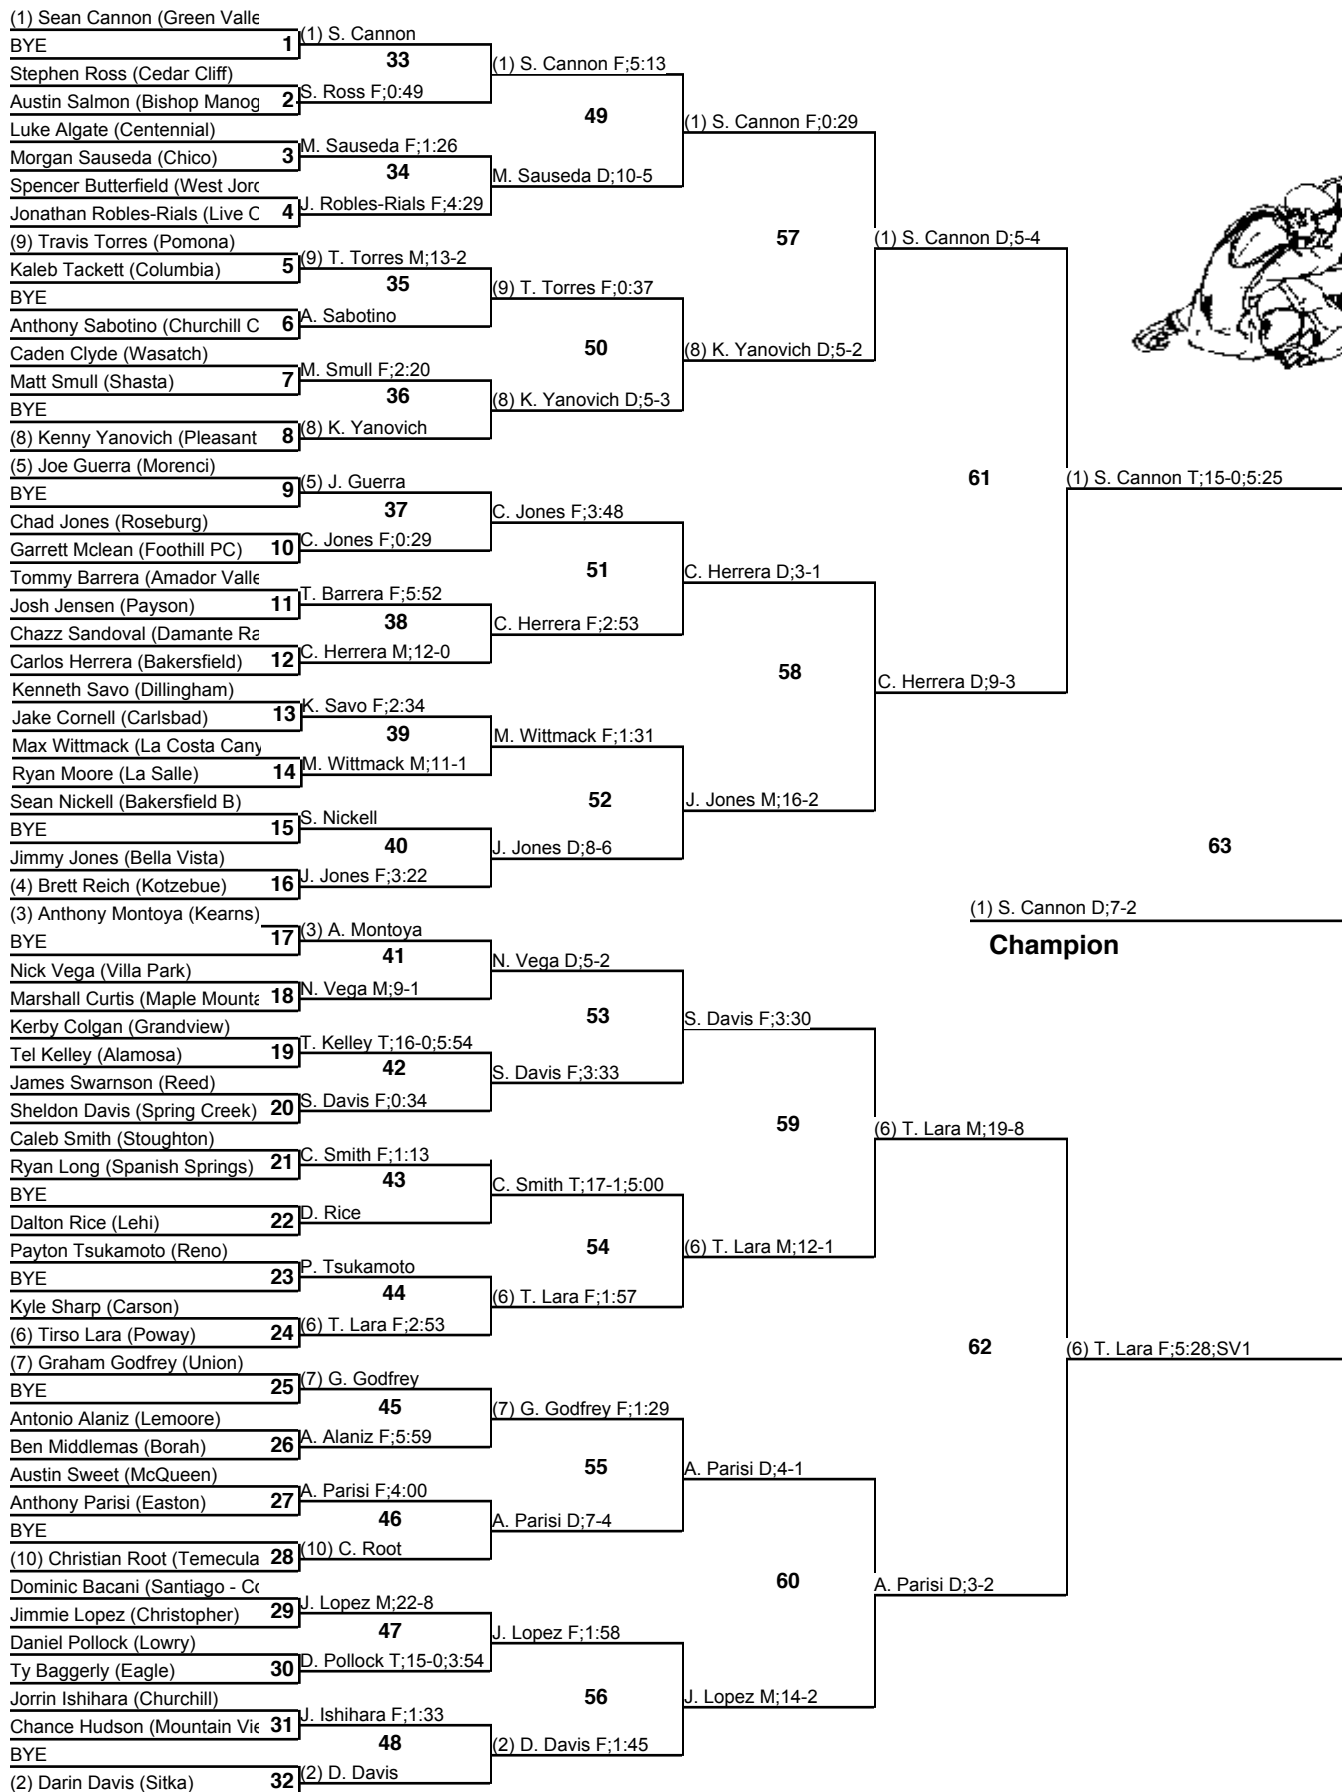 (1) Sean Cannon (Green Valle
BYE
1
Stephen Ross (Cedar Cliff)
Austin Salmon (Bishop Manog
2
Luke Algate (Centennial)
Morgan Sauseda (Chico)
3
Spencer Butterfield (West Jord
Jonathan Robles-Rials (Live C
4
(9) Travis Torres (Pomona)
Kaleb Tackett (Columbia)
5
BYE
Anthony Sabotino (Churchill C
6
Caden Clyde (Wasatch)
Matt Smull (Shasta)
7
BYE
(8) Kenny Yanovich (Pleasant
8
(5) Joe Guerra (Morenci)
BYE
9
Chad Jones (Roseburg)
Garrett Mclean (Foothill PC)
10
Tommy Barrera (Amador Valle
Josh Jensen (Payson)
11
Chazz Sandoval (Damante Ra
Carlos Herrera (Bakersfield)
12
Kenneth Savo (Dillingham)
Jake Cornell (Carlsbad)
13
Max Wittmack (La Costa Cany
Ryan Moore (La Salle)
14
Sean Nickell (Bakersfield B)
BYE
15
Jimmy Jones (Bella Vista)
(4) Brett Reich (Kotzebue)
16
(3) Anthony Montoya (Kearns)
BYE
17
Nick Vega (Villa Park)
Marshall Curtis (Maple Mounta
18
Kerby Colgan (Grandview)
Tel Kelley (Alamosa)
19
James Swarnson (Reed)
Sheldon Davis (Spring Creek)
20
Caleb Smith (Stoughton)
Ryan Long (Spanish Springs)
21
BYE
Dalton Rice (Lehi)
22
Payton Tsukamoto (Reno)
BYE
23
Kyle Sharp (Carson)
(6) Tirso Lara (Poway)
24
(7) Graham Godfrey (Union)
BYE
25
Antonio Alaniz (Lemoore)
Ben Middlemas (Borah)
26
Austin Sweet (McQueen)
Anthony Parisi (Easton)
27
BYE
(10) Christian Root (Temecula
28
Dominic Bacani (Santiago - Co
Jimmie Lopez (Christopher)
29
Daniel Pollock (Lowry)
Ty Baggerly (Eagle)
30
Jorrin Ishihara (Churchill)
Chance Hudson (Mountain Vie
31
BYE
(2) Darin Davis (Sitka)
32
(1) S. Cannon
33
S. Ross F;0:49
M. Sauseda F;1:26
34
J. Robles-Rials F;4:29
(9) T. Torres M;13-2
35
A. Sabotino
M. Smull F;2:20
36
(8) K. Yanovich
(5) J. Guerra
37
C. Jones F;0:29
T. Barrera F;5:52
38
C. Herrera M;12-0
K. Savo F;2:34
39
M. Wittmack M;11-1
S. Nickell
40
J. Jones F;3:22
(3) A. Montoya
41
N. Vega M;9-1
T. Kelley T;16-0;5:54
42
S. Davis F;0:34
C. Smith F;1:13
43
D. Rice
P. Tsukamoto
44
(6) T. Lara F;2:53
(7) G. Godfrey
45
A. Alaniz F;5:59
A. Parisi F;4:00
46
(10) C. Root
J. Lopez M;22-8
47
D. Pollock T;15-0;3:54
J. Ishihara F;1:33
48
(2) D. Davis
(1) S. Cannon F;5:13
49
M. Sauseda D;10-5
(9) T. Torres F;0:37
50
(8) K. Yanovich D;5-3
C. Jones F;3:48
51
C. Herrera F;2:53
M. Wittmack F;1:31
52
J. Jones D;8-6
N. Vega D;5-2
53
S. Davis F;3:33
C. Smith T;17-1;5:00
54
(6) T. Lara F;1:57
(7) G. Godfrey F;1:29
55
A. Parisi D;7-4
J. Lopez F;1:58
56
(2) D. Davis F;1:45
(1) S. Cannon F;0:29
57
(8) K. Yanovich D;5-2
C. Herrera D;3-1
58
J. Jones M;16-2
S. Davis F;3:30
59
(6) T. Lara M;12-1
A. Parisi D;4-1
60
J. Lopez M;14-2
(1) S. Cannon D;5-4
61
C. Herrera D;9-3
(6) T. Lara M;19-8
62
A. Parisi D;3-2
(1) S. Cannon T;15-0;5:25
63
(6) T. Lara F;5:28;SV1
(1) S. Cannon D;7-2
Champion